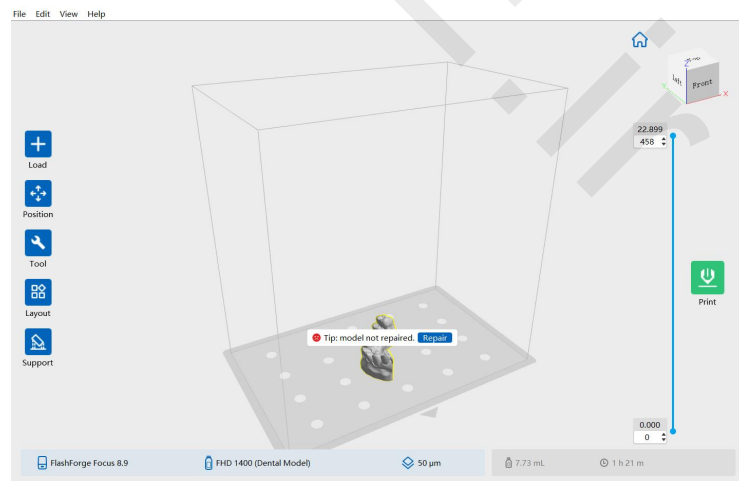 File Edit View Help
Left
Front
X
22.899
458
Load
Position
Tool
Layout
Support
Tip: model not repaired. Repair
Print
0.000
0
FlashForge Focus 8.9 FHD 1400 (Dental Model) 50 μm 7.73 mL 1 h 21 m